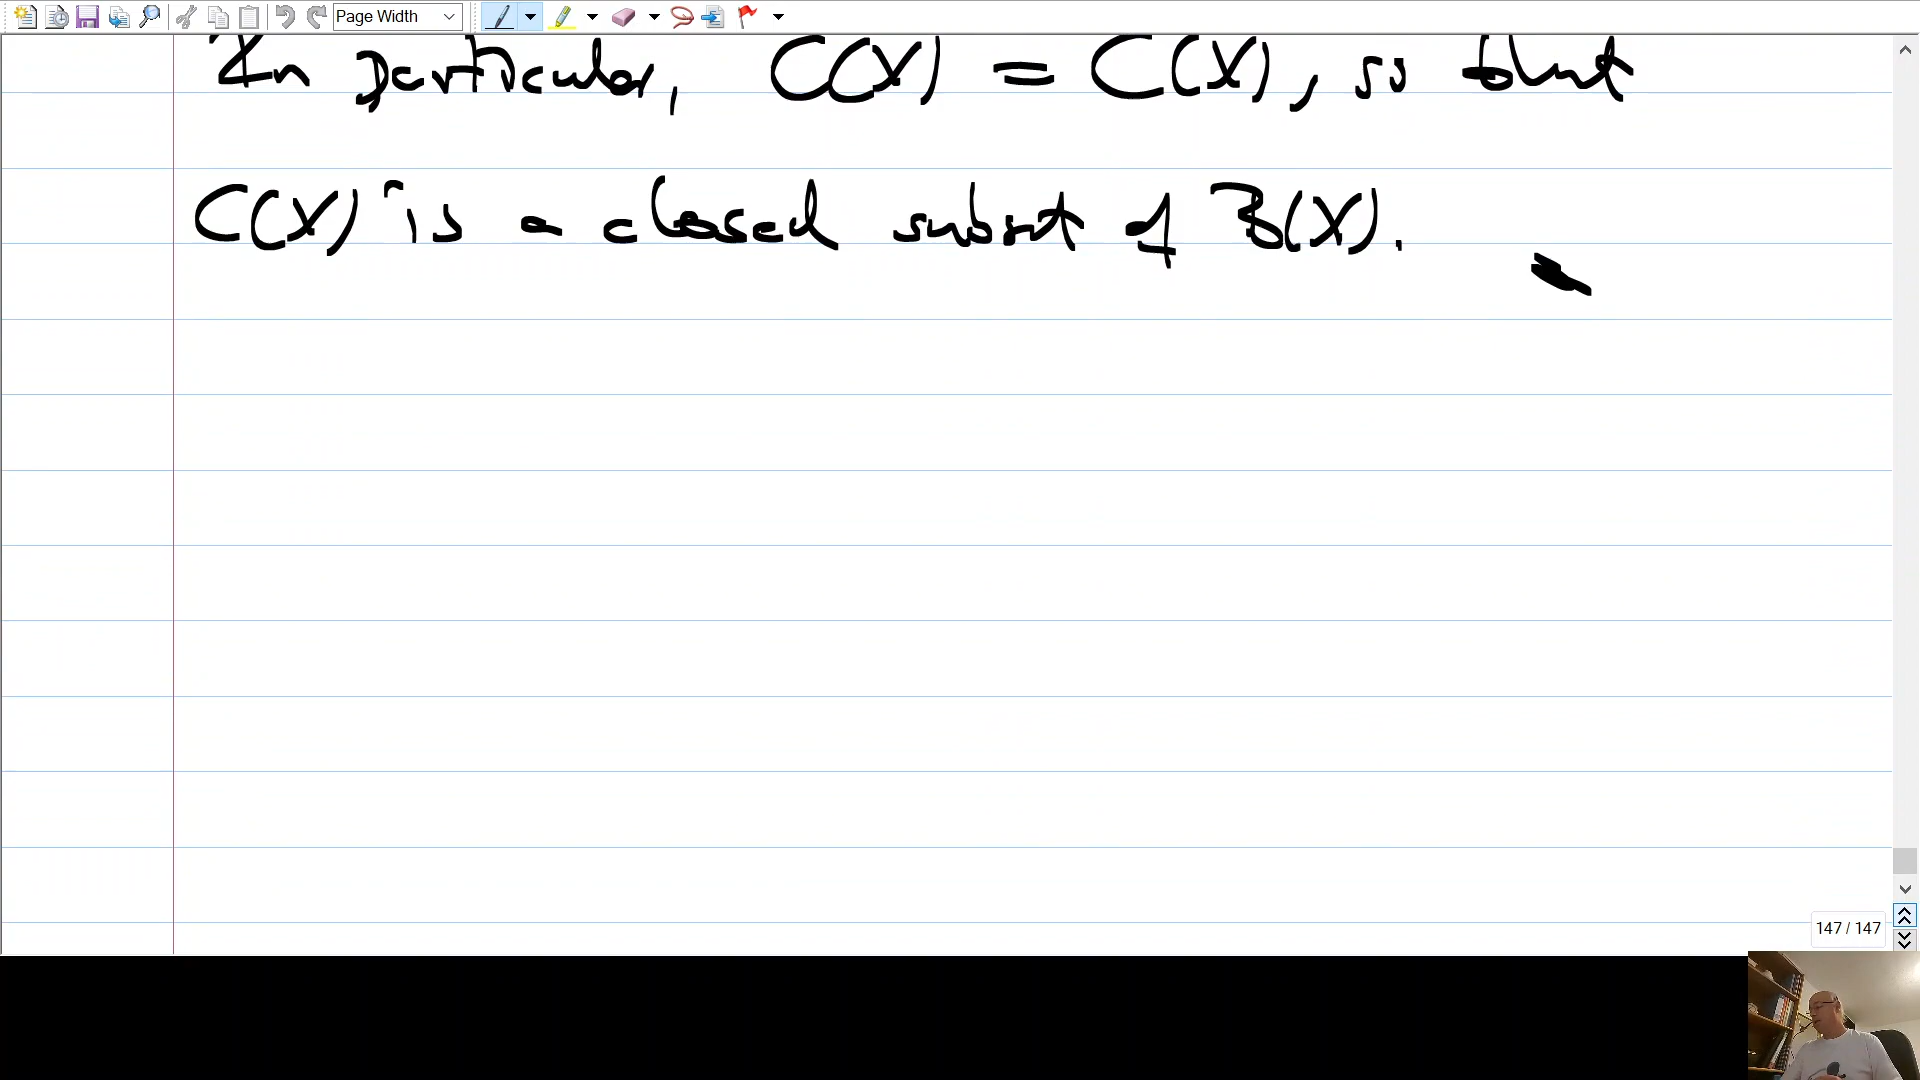 Page Width
In particular, C(X) = C(X), so that
C(X) is a closed subset of B(X).
147 / 147